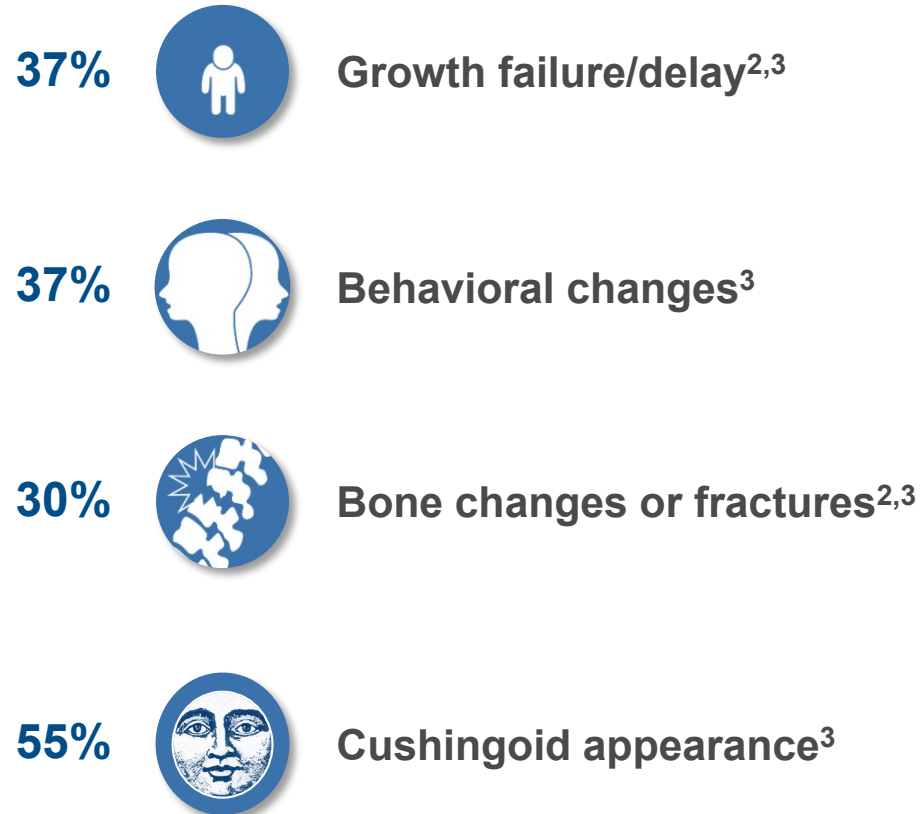 37% Growth failure/delay2,3
37% Behavioral changes3
30% Bone changes or fractures2,3
55% Cushingoid appearance3